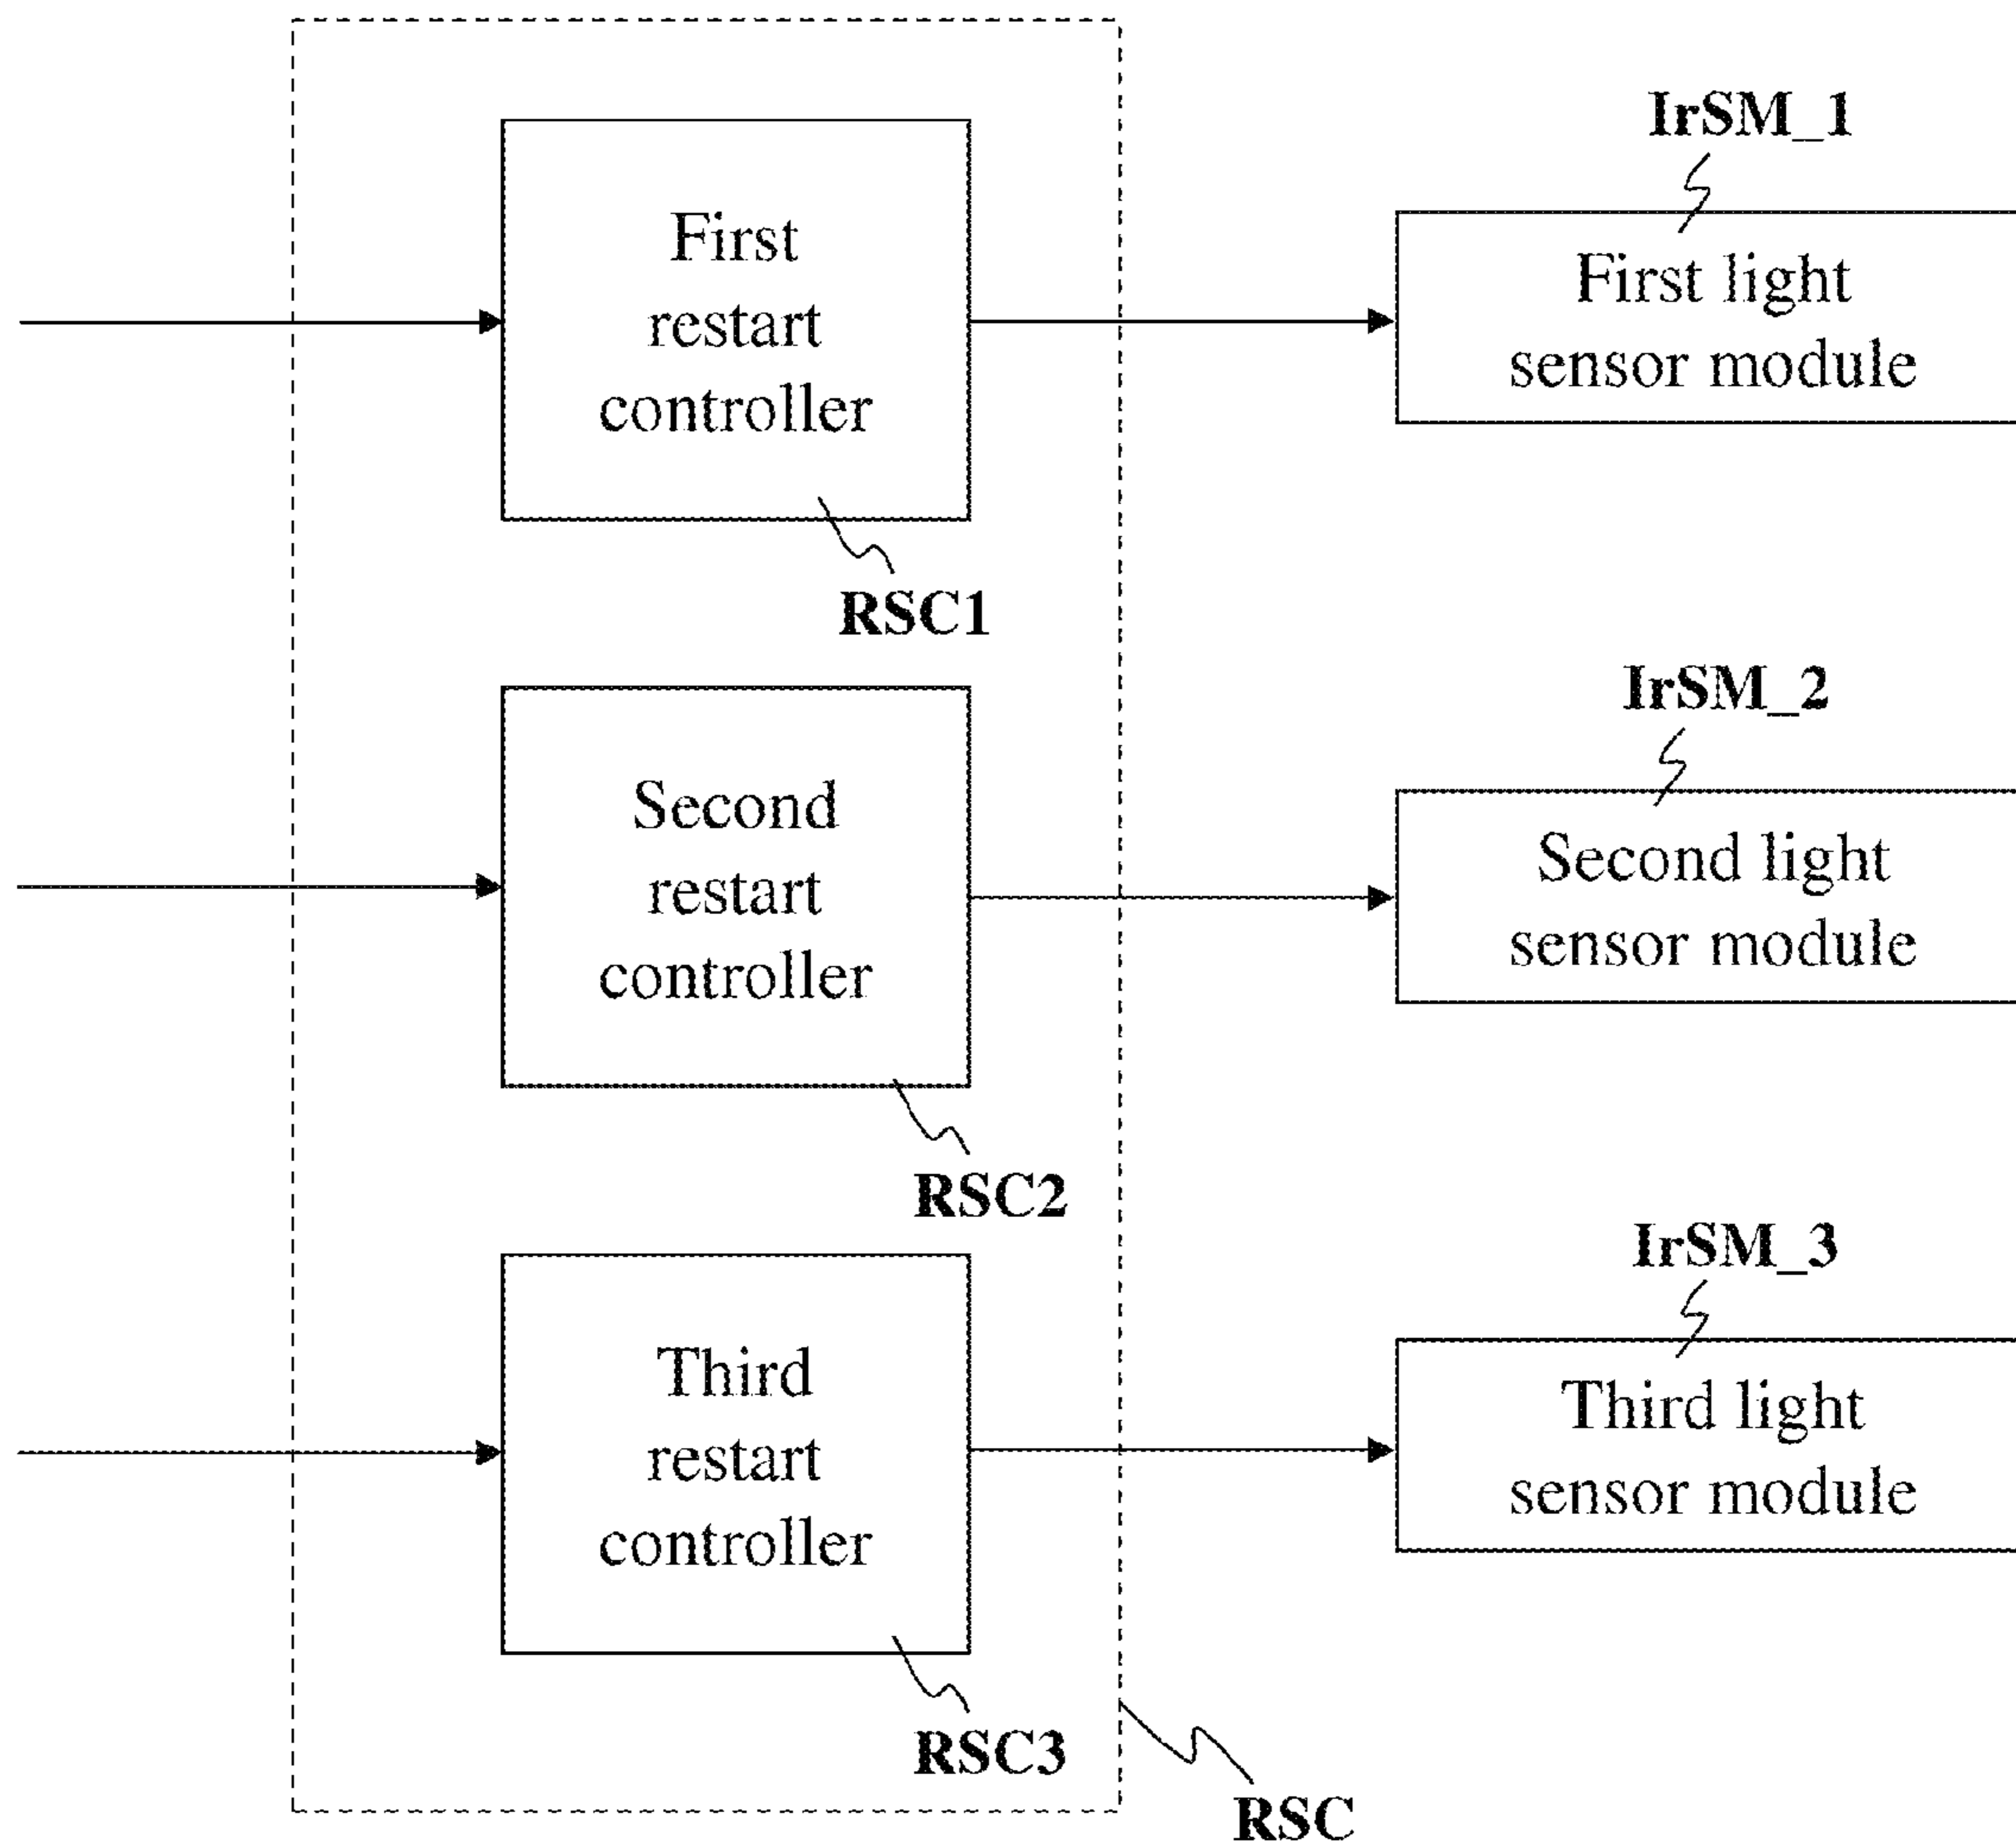 IrSM_1
First
restart
controller
First light
sensor module
RSC1
IrSM_2
Second
restart
controller
Second light
sensor module
RSC2
IrSM_3
Third
restart
controller
Third light
sensor module
RSC3
RSC